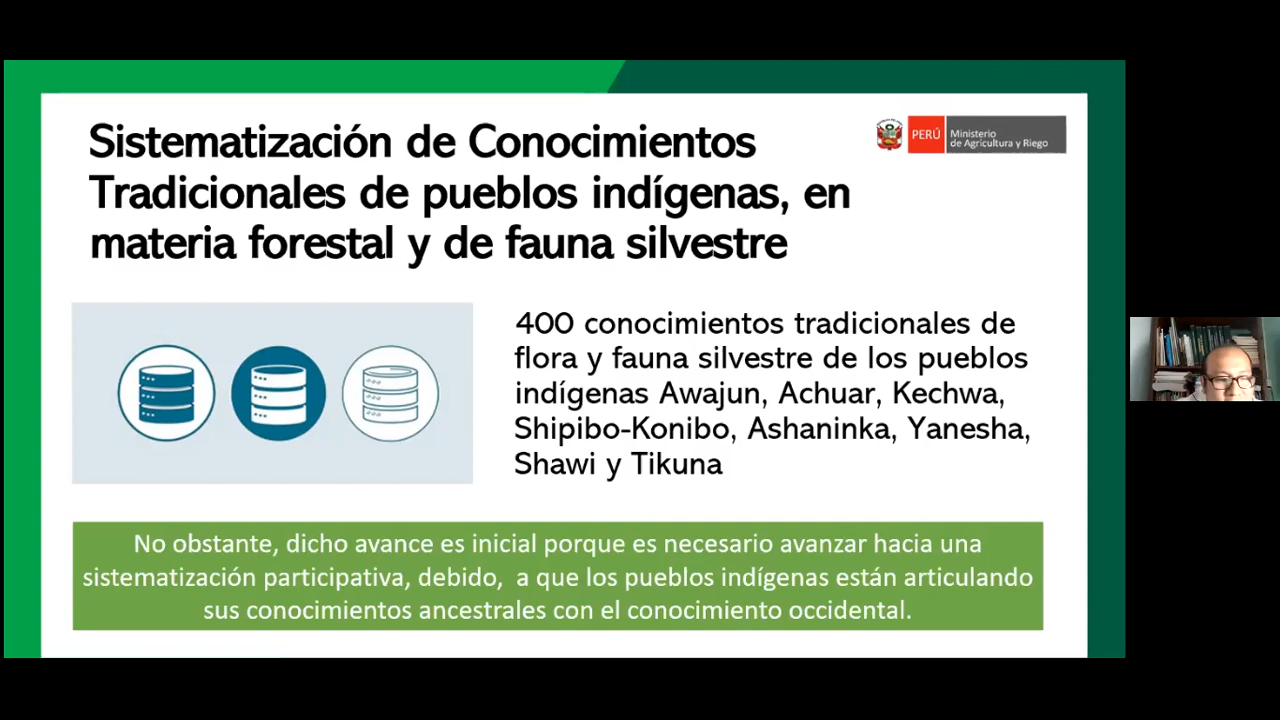 Sistematización de Conocimientos
Tradicionales de pueblos indígenas, en
materia forestal y de fauna silvestre
PERÚ
Ministerio
de Agricultura y Riego
400 conocimientos tradicionales de
flora y fauna silvestre de los pueblos
indígenas Awajun, Achuar, Kechwa,
Shipibo-Konibo, Ashaninka, Yanesha,
Shawi y Tikuna
No obstante, dicho avance es inicial porque es necesario avanzar hacia una
sistematización participativa, debido, a que los pueblos indígenas están articulando
sus conocimientos ancestrales con el conocimiento occidental.